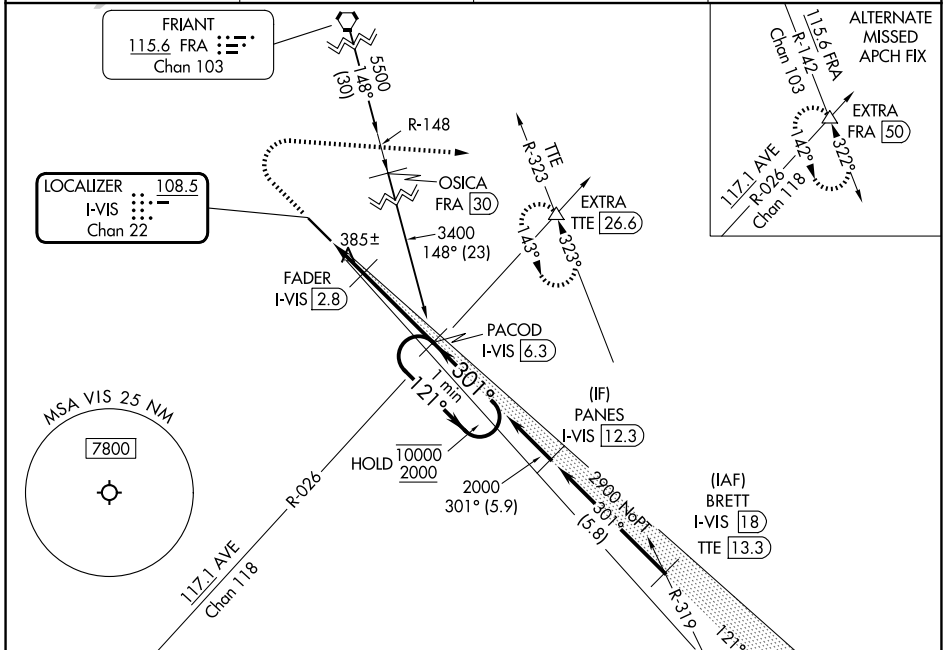 FRIANT
115.6 FRA
Chan 103
5500
148°
(30)
R-148
OSICA
FRA 30
3400
148° (23)
LOCALIZER 108.5
I-VIS
Chan 22
385±
FADER
I-VIS 2.8
TTE
R-323
EXTRA
TTE 26.6
143°
323°
PACOD
I-VIS 6.3
301°
1 min
121°
HOLD 10000
2000
(IF)
PANES
I-VIS 12.3
2000
301° (5.9)
2900 NoPT
301°
(5.8)
(IAF)
BRETT
I-VIS 18
TTE 13.3
R-319
121°
MSA VIS 25 NM
7800
R-026
117.1 AVE
Chan 118
ALTERNATE
MISSED
APCH FIX
115.6 FRA
R-142
Chan 103
EXTRA
FRA 50
142°
322°
117.1 AVE
R-026
Chan 118